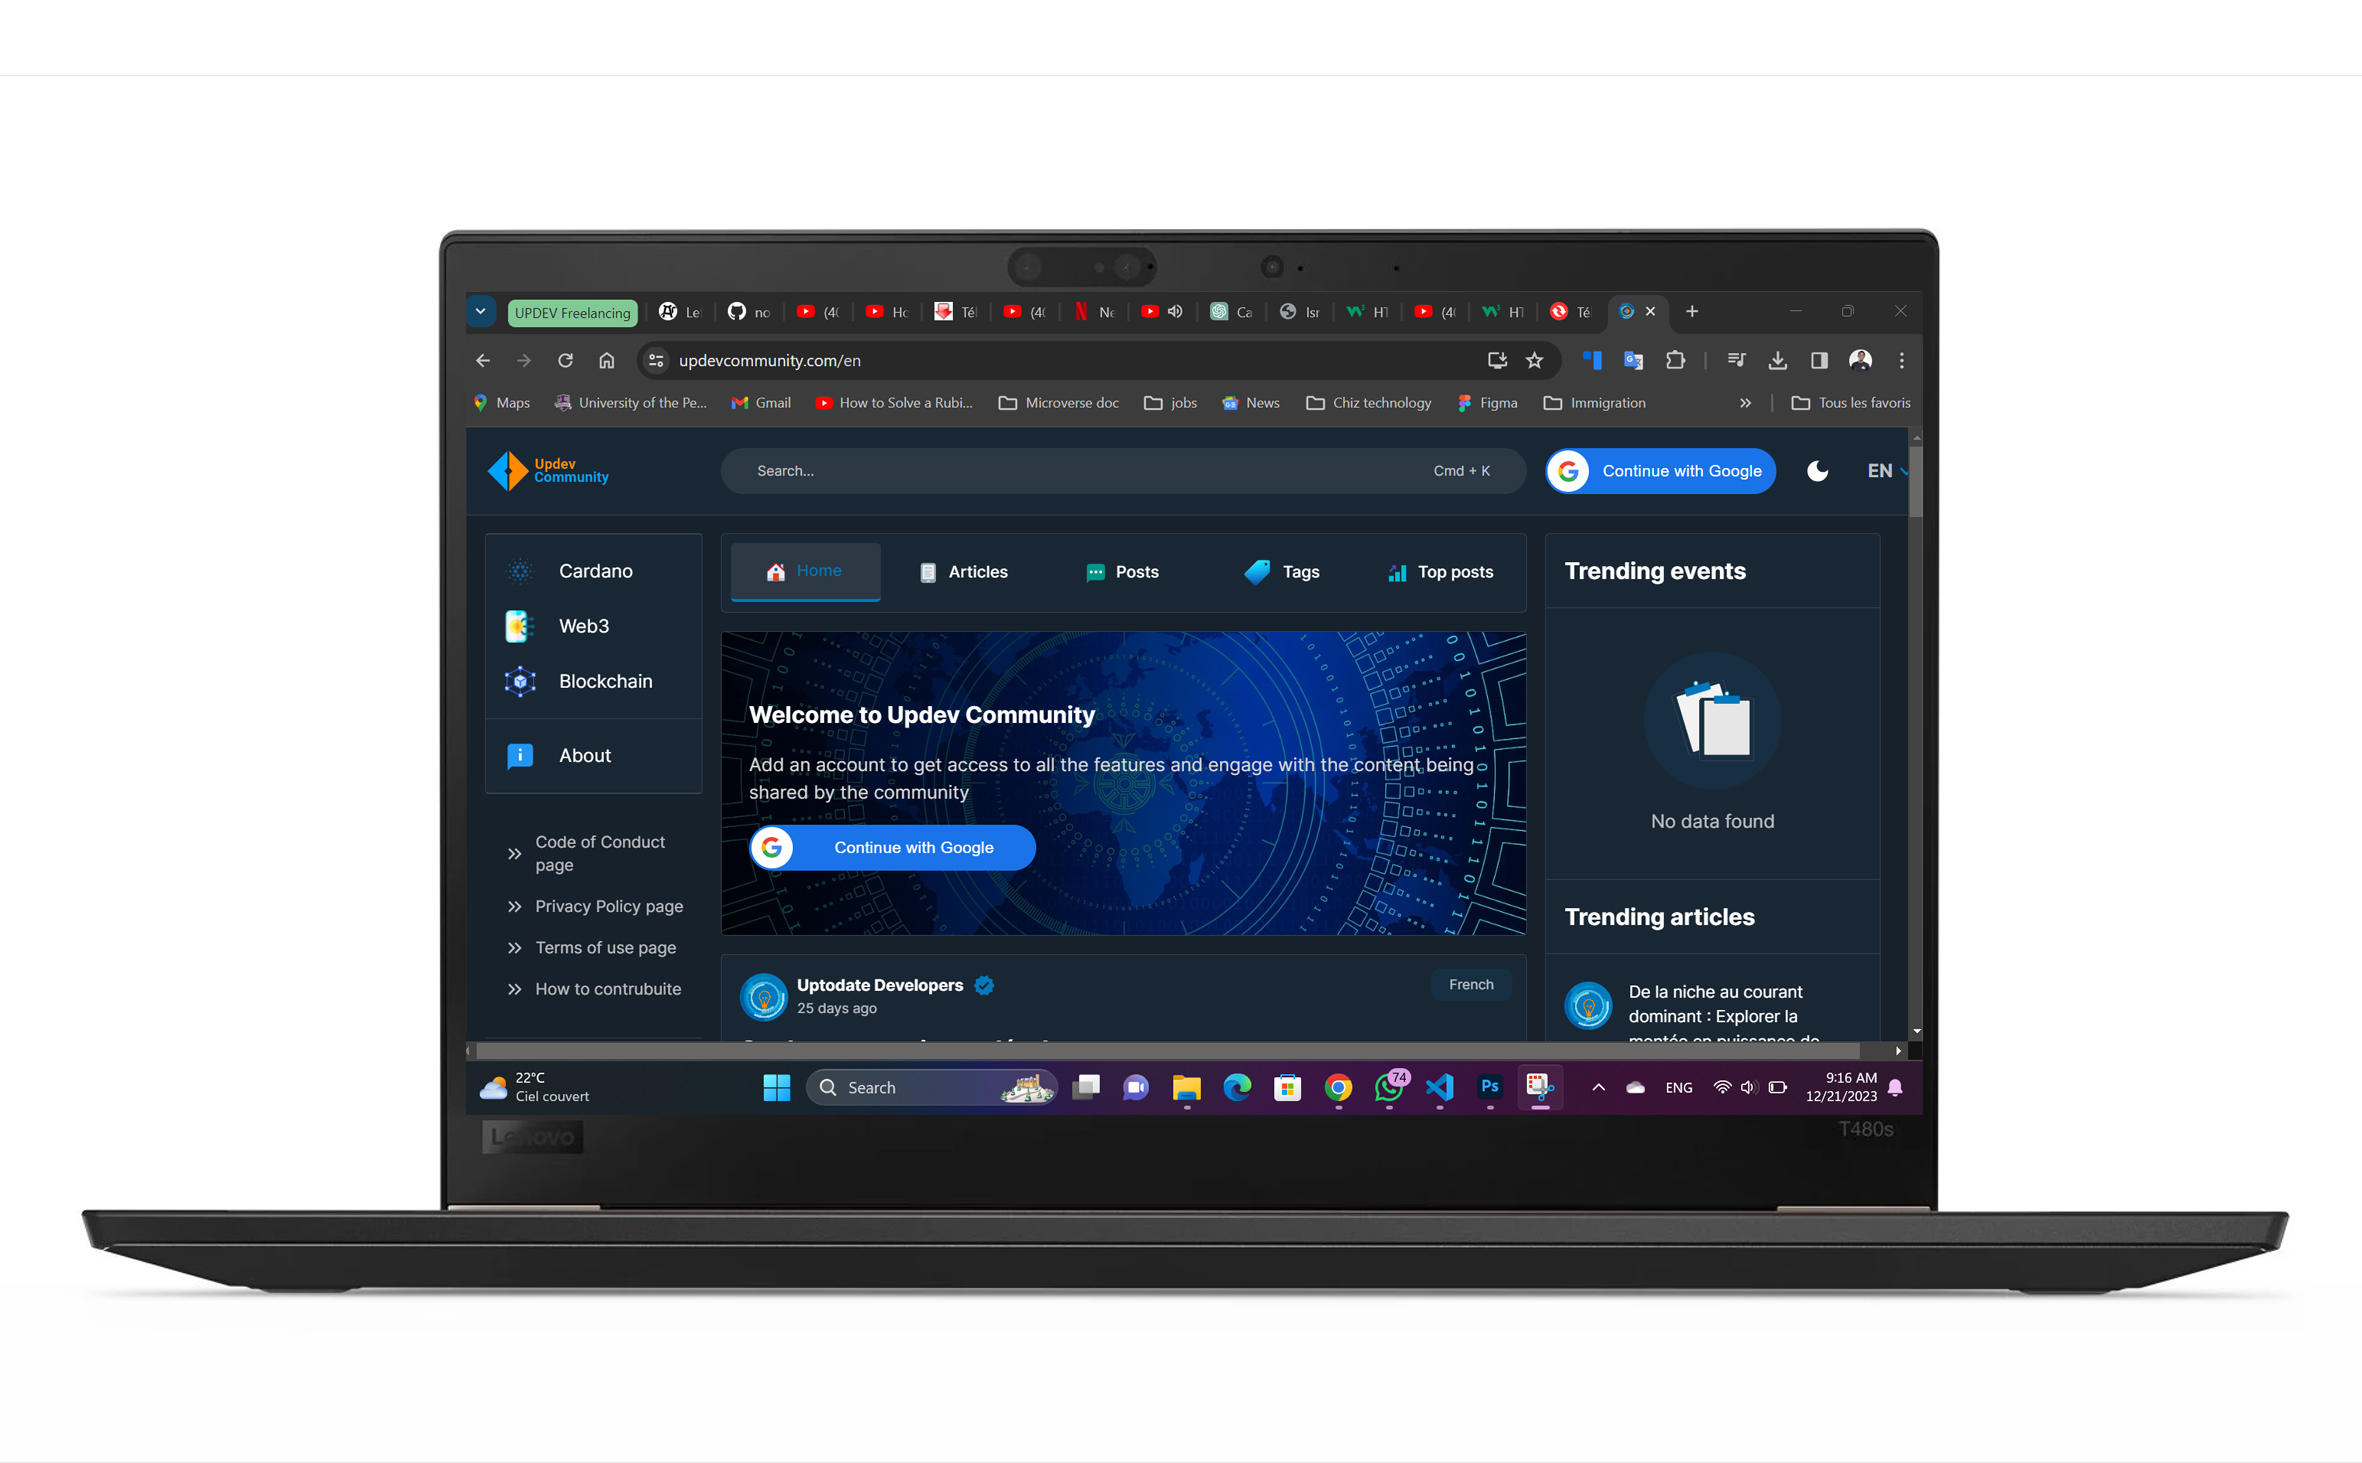 UPDEV Freelancing
Le
no
(4
Ho
Tél
(4
Ne
Ca
Isr
HT
(4
HT
Té
updevcommunity.com/en
Maps
University of the Pe...
Gmail
How to Solve a Rubi...
Microverse doc
jobs
News
Chiz technology
Figma
Immigration
Tous les favoris
Updev
Community
Search...
Cmd + K
Continue with Google
EN
Cardano
Web3
Blockchain
About
Code of Conduct
page
Privacy Policy page
Terms of use page
How to contrubuite
Home
Articles
Posts
Tags
Top posts
Welcome to Updev Community
Add an account to get access to all the features and engage with the content being
shared by the community
Continue with Google
Uptodate Developers
25 days ago
French
Trending events
No data found
Trending articles
De la niche au courant
dominant : Explorer la
montée en puissance de
22°C
Ciel couvert
Search
74
Ps
ENG
9:16 AM
12/21/2023
Lenovo
T480s